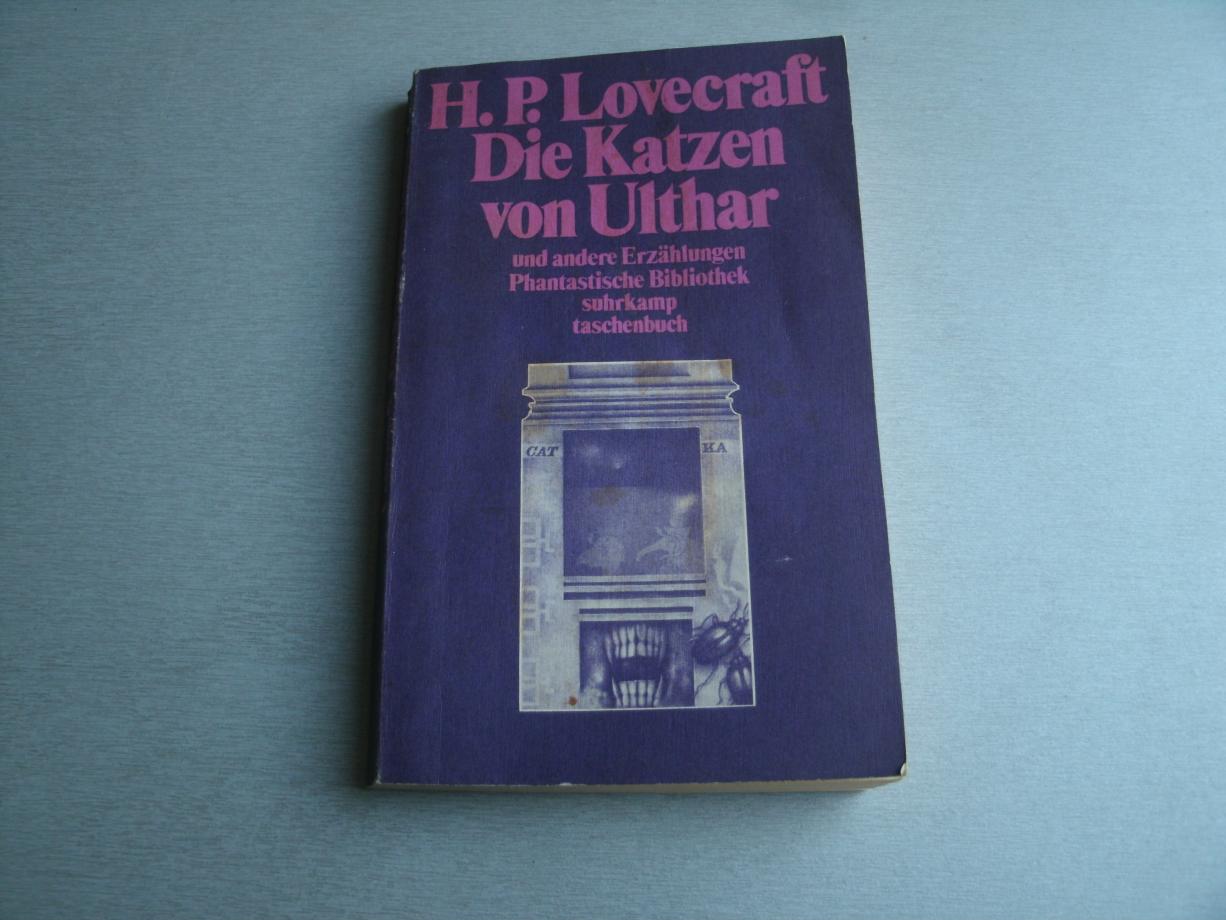 H. P. Lovecraft
Die Katzen
von Ulthar
und andere Erzählungen
Phantastische Bibliothek
suhrkamp
taschenbuch
CAT KA